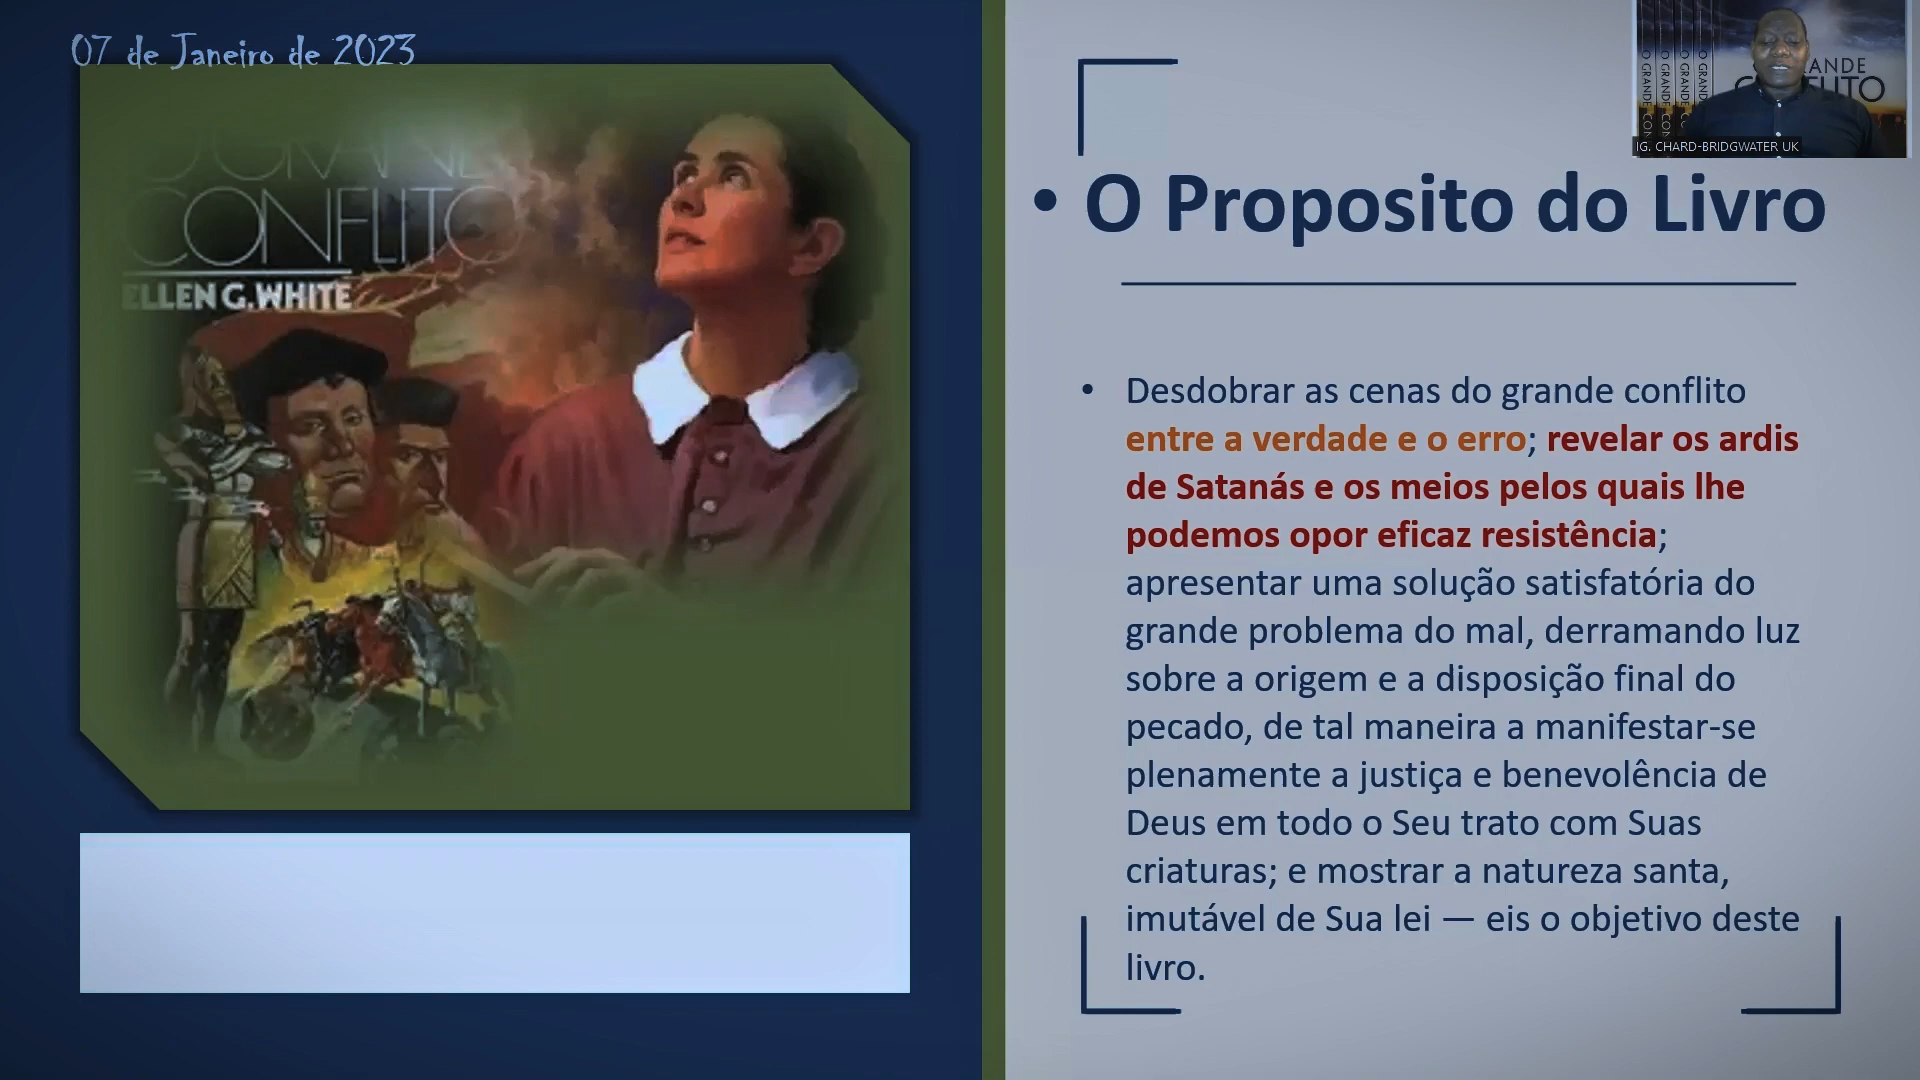 07 de Janeiro de 2023
O GRANDE
CONFLITO
ELLEN G. WHITE
O GRANDE
CONFLITO
IG. CHARD-BRIDGWATER UK
• O Proposito do Livro
• Desdobrar as cenas do grande conflito
entre a verdade e o erro; revelar os ardis
de Satanás e os meios pelos quais lhe
podemos opor eficaz resistência;
apresentar uma solução satisfatória do
grande problema do mal, derramando luz
sobre a origem e a disposição final do
pecado, de tal maneira a manifestar-se
plenamente a justiça e benevolência de
Deus em todo o Seu trato com Suas
criaturas; e mostrar a natureza santa,
imutável de Sua lei — eis o objetivo deste
livro.